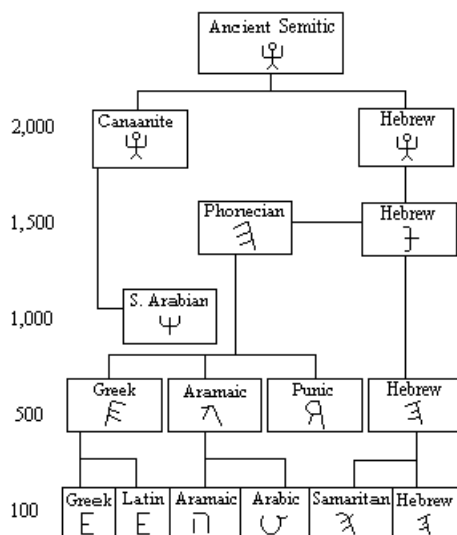 Ancient Semitic
2,000
Canaanite
Hebrew
1,500
Phonecian
Hebrew
1,000
S. Arabian
500
Greek
Aramaic
Punic
Hebrew
100
Greek
Latin
Aramaic
Arabic
Samaritan
Hebrew